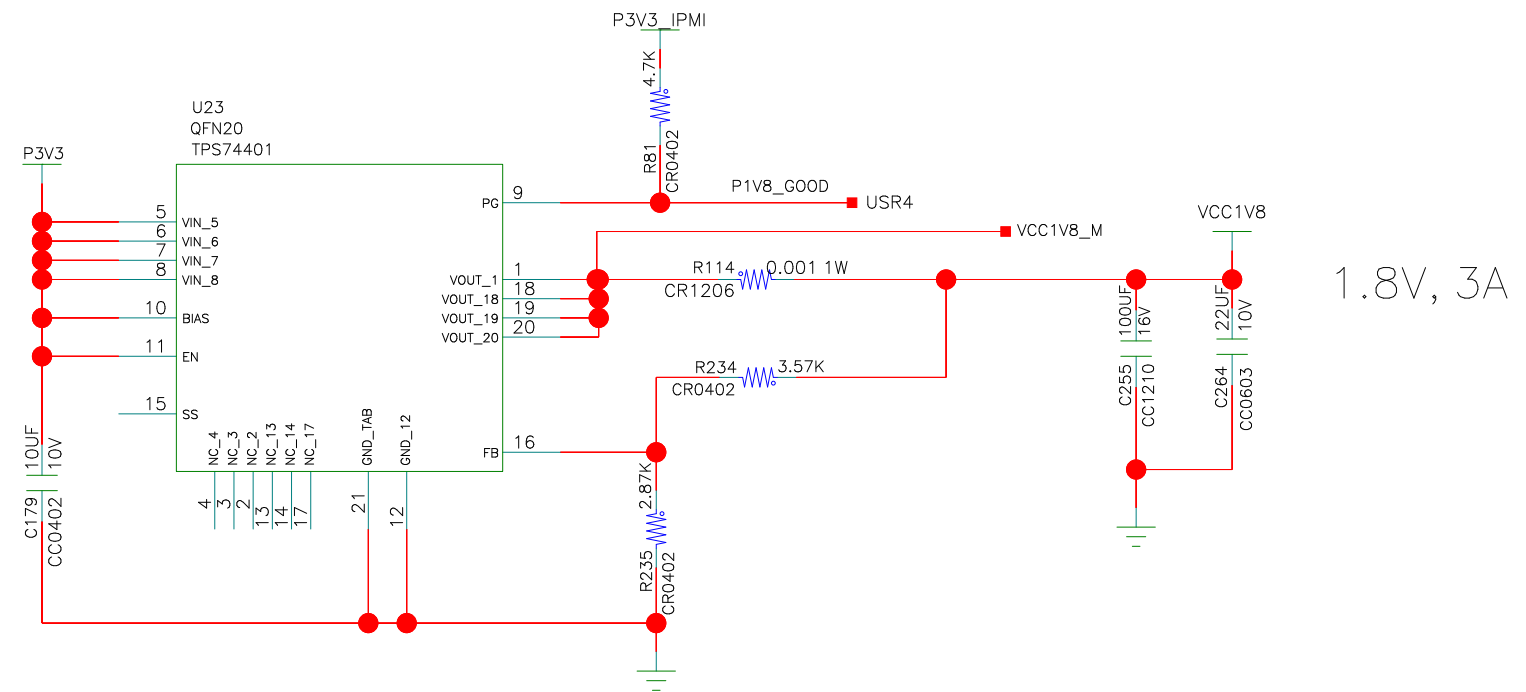 P3V3_IPMI
4.7K
R81
CR0402
U23
QFN20
TPS74401
P3V3
PG
9
P1V8_GOOD
USR4
VCC1V8_M
VCC1V8
5
VIN_5
6
VIN_6
7
VIN_7
8
VIN_8
10
BIAS
11
EN
15
SS
VOUT_1
1
VOUT_18
18
VOUT_19
19
VOUT_20
20
R114
0.001 1W
CR1206
1.8V, 3A
100UF
16V
C255
CC1210
22UF
10V
C264
CC0603
R234
3.57K
CR0402
FB
16
10UF
10V
C179
CC0402
NC_4
NC_3
NC_2
NC_13
NC_14
NC_17
GND_TAB
GND_12
4
3
2
13
14
17
21
12
2.87K
R235
CR0402